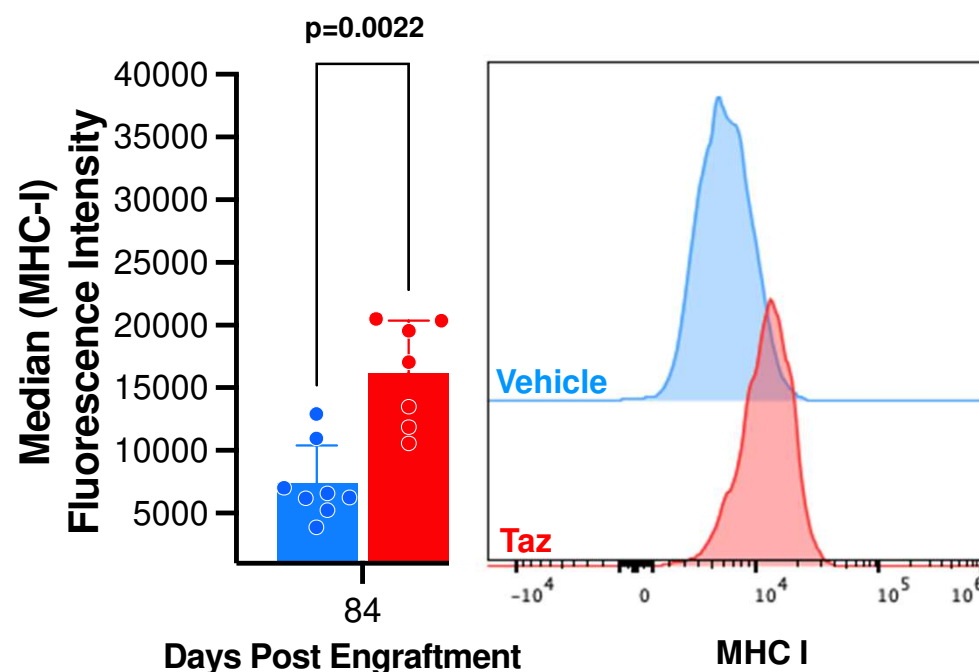 p=0.0022
Median (MHC-I)
Fluorescence Intensity
40000
35000
30000
25000
20000
15000
10000
5000
84
Days Post Engraftment
Vehicle
Taz
-10⁴
0
10⁴
10⁵
10⁶
MHC I